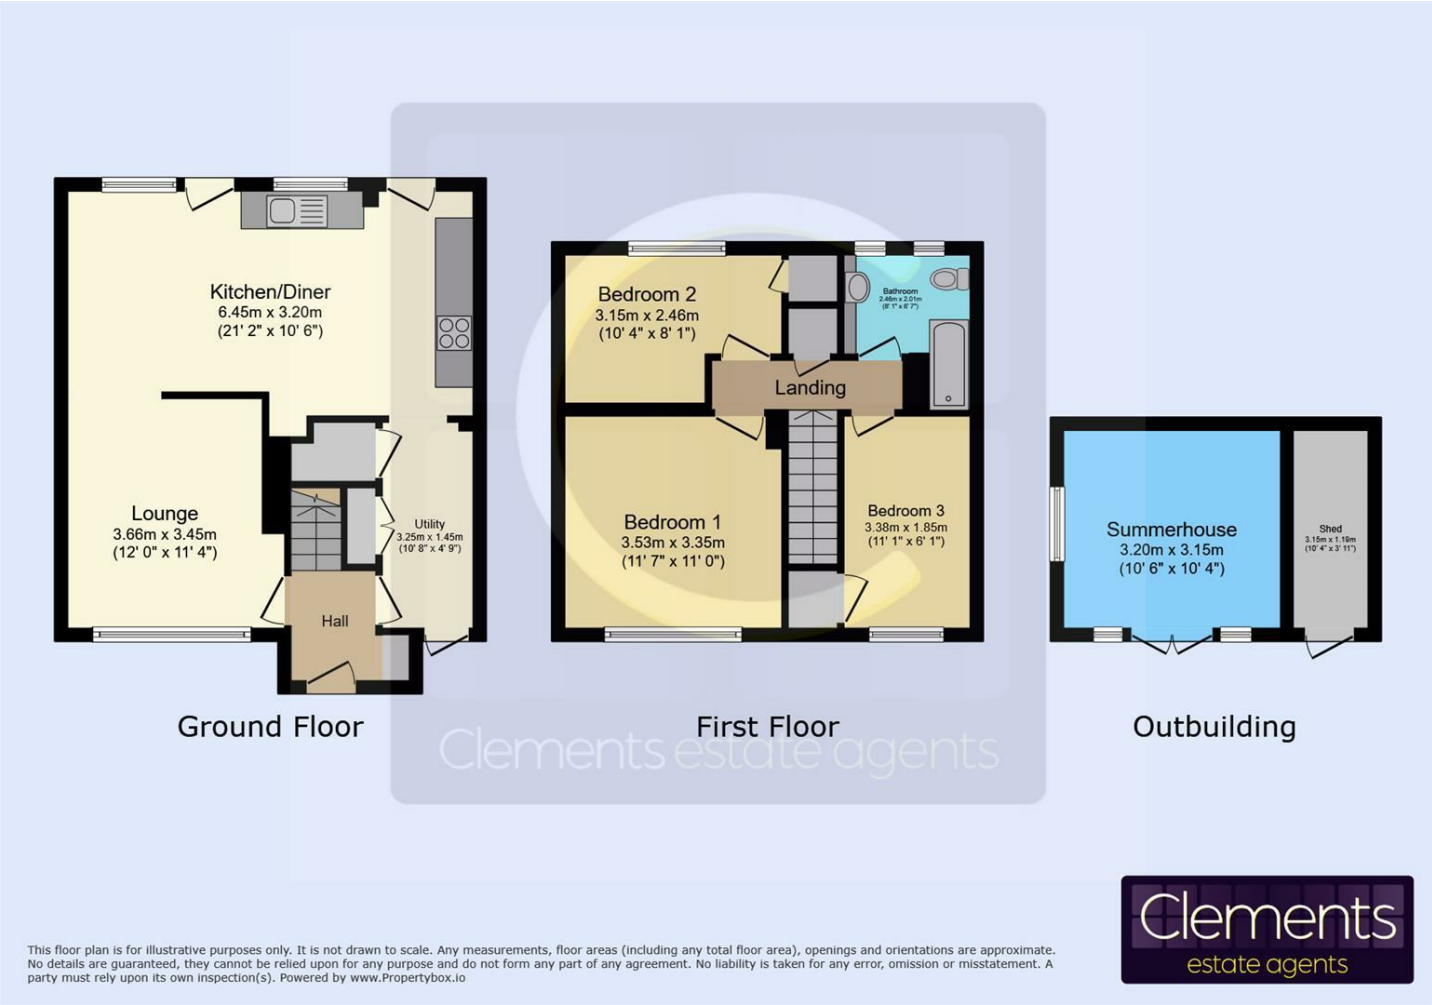 Kitchen/Diner
6.45m x 3.20m
(21' 2" x 10' 6")
Lounge
3.66m x 3.45m
(12' 0" x 11' 4")
Utility
3.25m x 1.45m
(10' 8" x 4' 9")
Hall
Ground Floor
Bedroom 2
3.15m x 2.46m
(10' 4" x 8' 1")
Bathroom
2.46m x 2.01m
(8' 1" x 6' 7")
Landing
Bedroom 1
3.53m x 3.35m
(11' 7" x 11' 0")
Bedroom 3
3.38m x 1.85m
(11' 1" x 6' 1")
First Floor
Summerhouse
3.20m x 3.15m
(10' 6" x 10' 4")
Shed
3.15m x 1.19m
(10' 4" x 3' 11")
Outbuilding
Clements estate agents
Clements
estate agents
This floor plan is for illustrative purposes only. It is not drawn to scale. Any measurements, floor areas (including any total floor area), openings and orientations are approximate.
No details are guaranteed, they cannot be relied upon for any purpose and do not form any part of any agreement. No liability is taken for any error, omission or misstatement. A
party must rely upon its own inspection(s). Powered by www.Propertybox.io